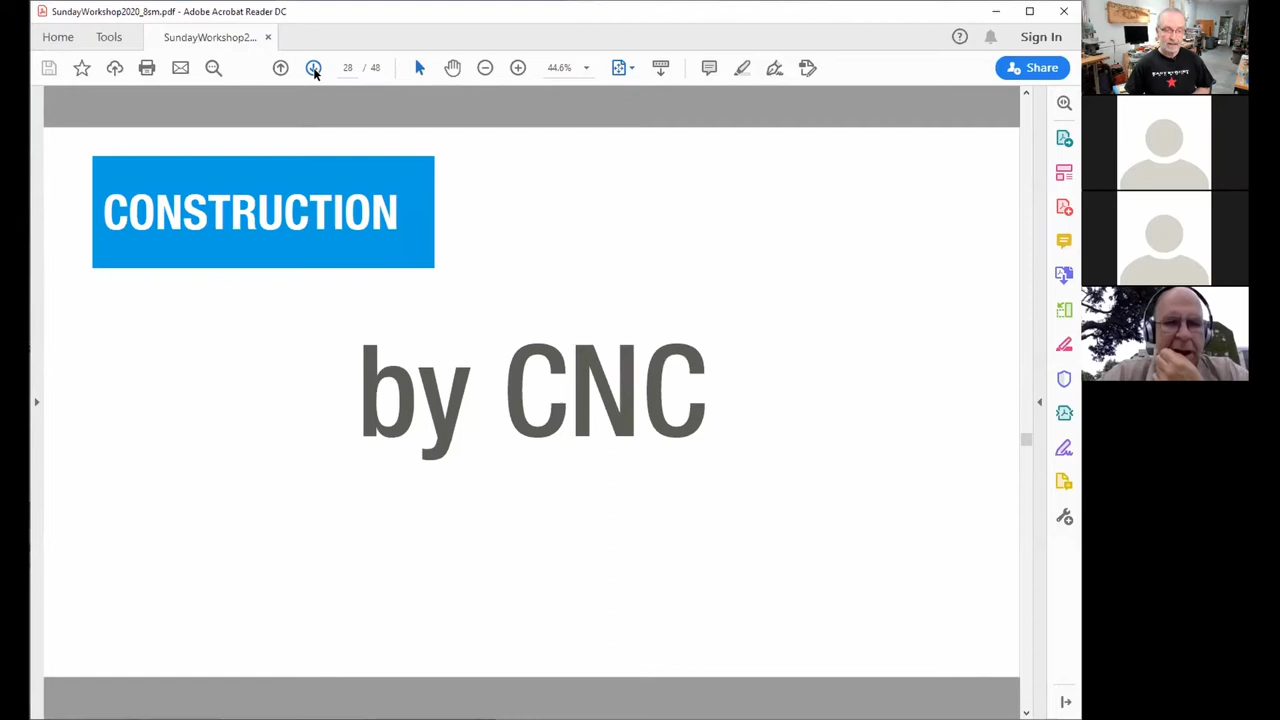 SundayWorkshop2020_8sm.pdf - Adobe Acrobat Reader DC
Home
Tools
SundayWorkshop2...
Sign In
28 / 48
44.6%
Share
CONSTRUCTION
by CNC